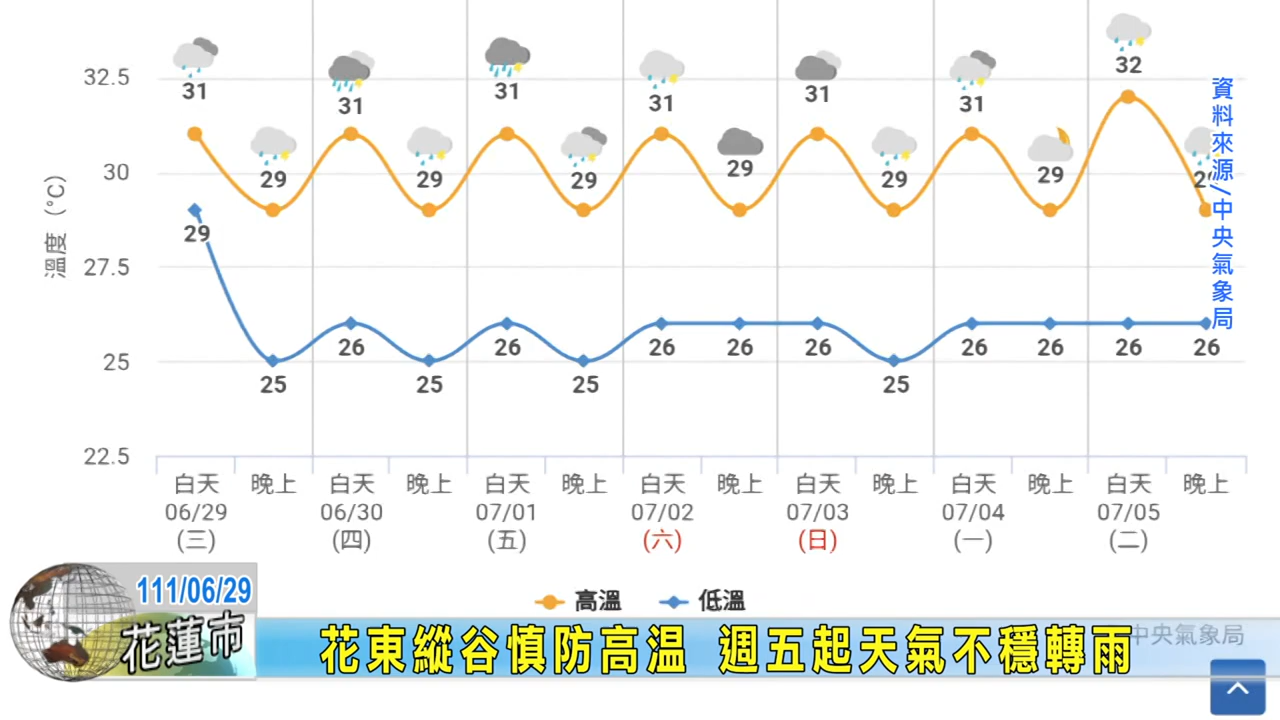 溫度 (°C)
32.5
30
27.5
25
22.5
31 31 31 31 31 31 32
29 29 29 29 29 29 29
29 26 26 26 26 26 26
25 25 25 26 25 26 26
白天 晚上 白天 晚上 白天 晚上 白天 晚上 白天 晚上 白天 晚上 白天 晚上
06/29 06/30 07/01 07/02 07/03 07/04 07/05
(三) (四) (五) (六) (日) (一) (二)
高溫 低溫
資料來源/中央氣象局
111/06/29
花蓮市
花東縱谷慎防高温 週五起天氣不穩轉雨
中央氣象局